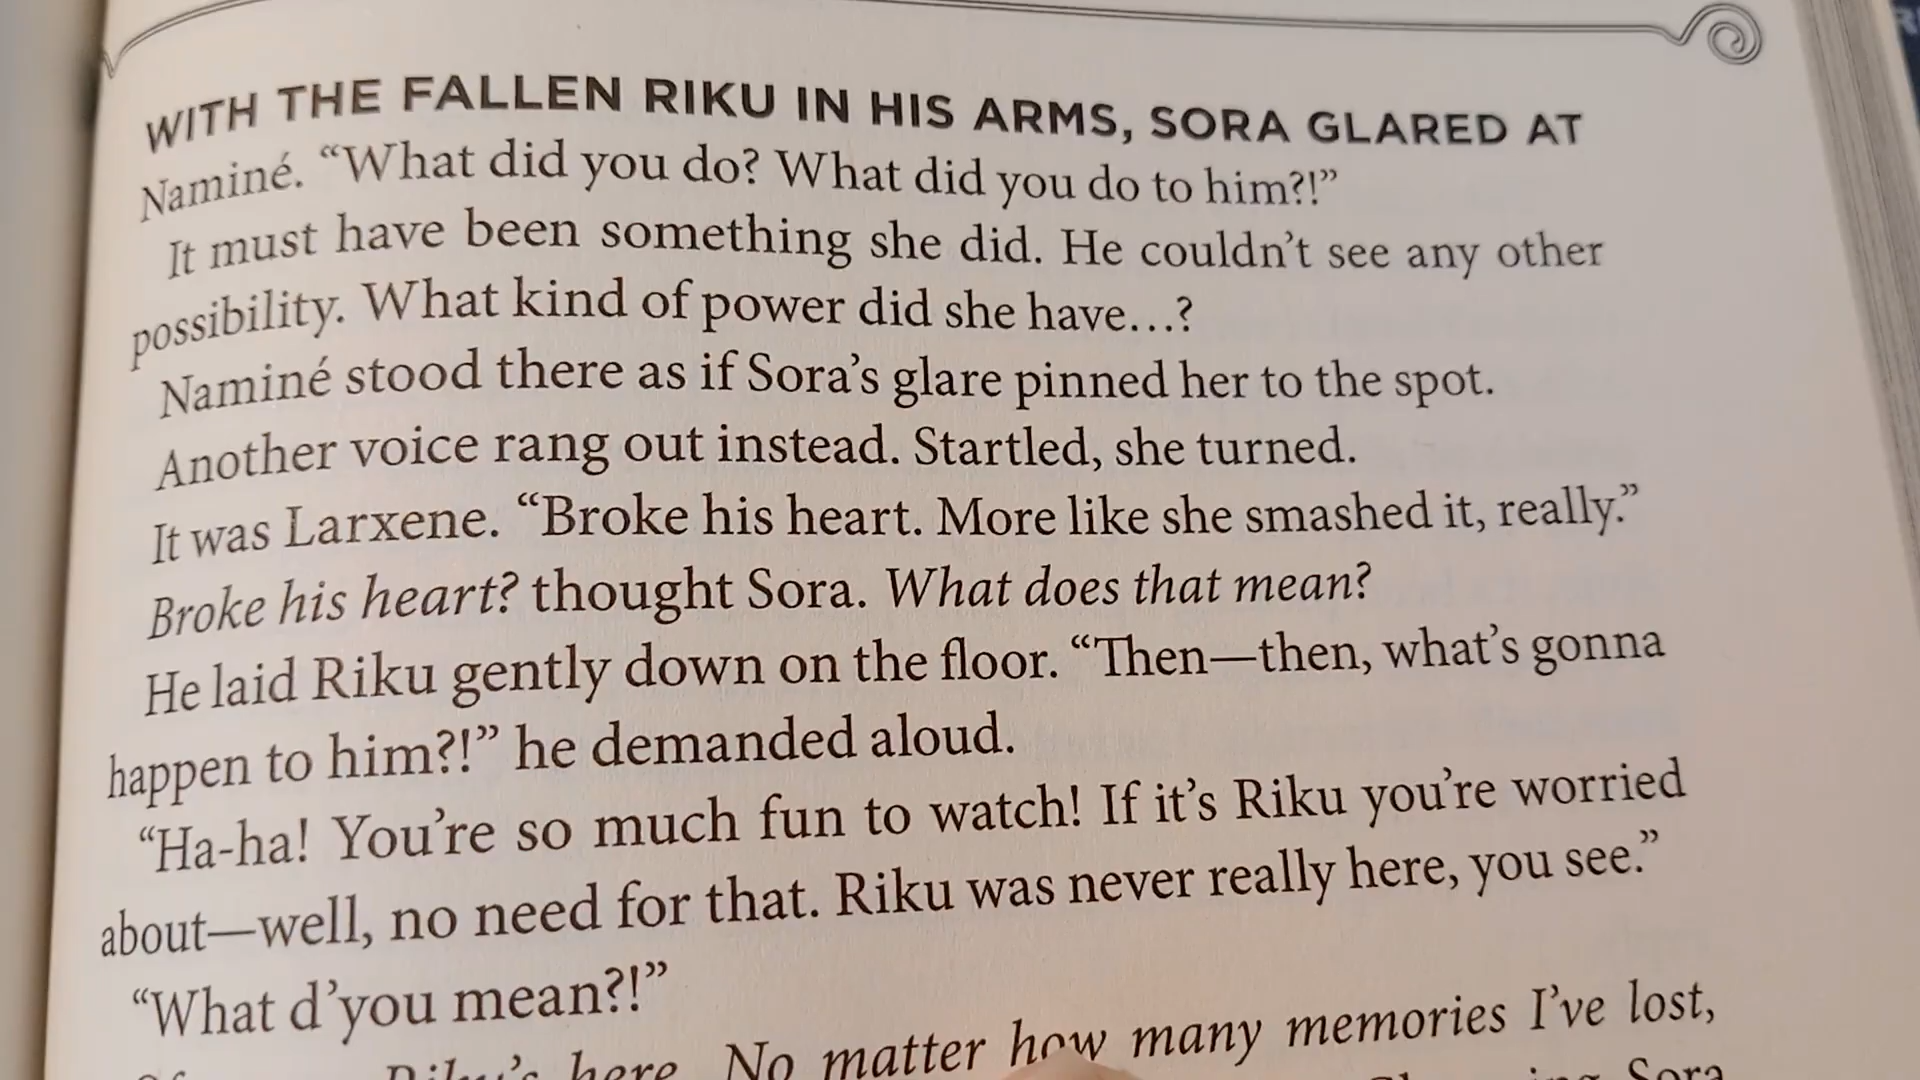 WITH THE FALLEN RIKU IN HIS ARMS, SORA GLARED AT
Naminé. “What did you do? What did you do to him?!”
It must have been something she did. He couldn’t see any other
possibility. What kind of power did she have…?
Naminé stood there as if Sora’s glare pinned her to the spot.
Another voice rang out instead. Startled, she turned.
It was Larxene. “Broke his heart. More like she smashed it, really.”
Broke his heart? thought Sora. What does that mean?
He laid Riku gently down on the floor. “Then—then, what’s gonna
happen to him?!” he demanded aloud.
“Ha-ha! You’re so much fun to watch! If it’s Riku you’re worried
about—well, no need for that. Riku was never really here, you see.”
“What d’you mean?!”
Riku’s here. No matter how many memories I’ve lost,
Sora